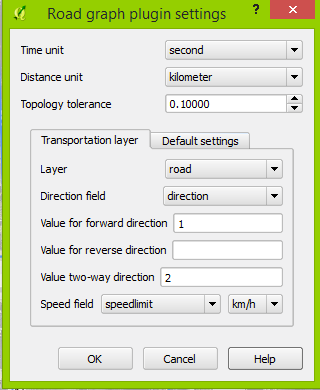 Road graph plugin settings ? ×
Time unit second
Distance unit kilometer
Topology tolerance 0.10000
Transportation layer Default settings
Layer road
Direction field direction
Value for forward direction 1
Value for reverse direction
Value two-way direction 2
Speed field speedlimit km/h
OK Cancel Help